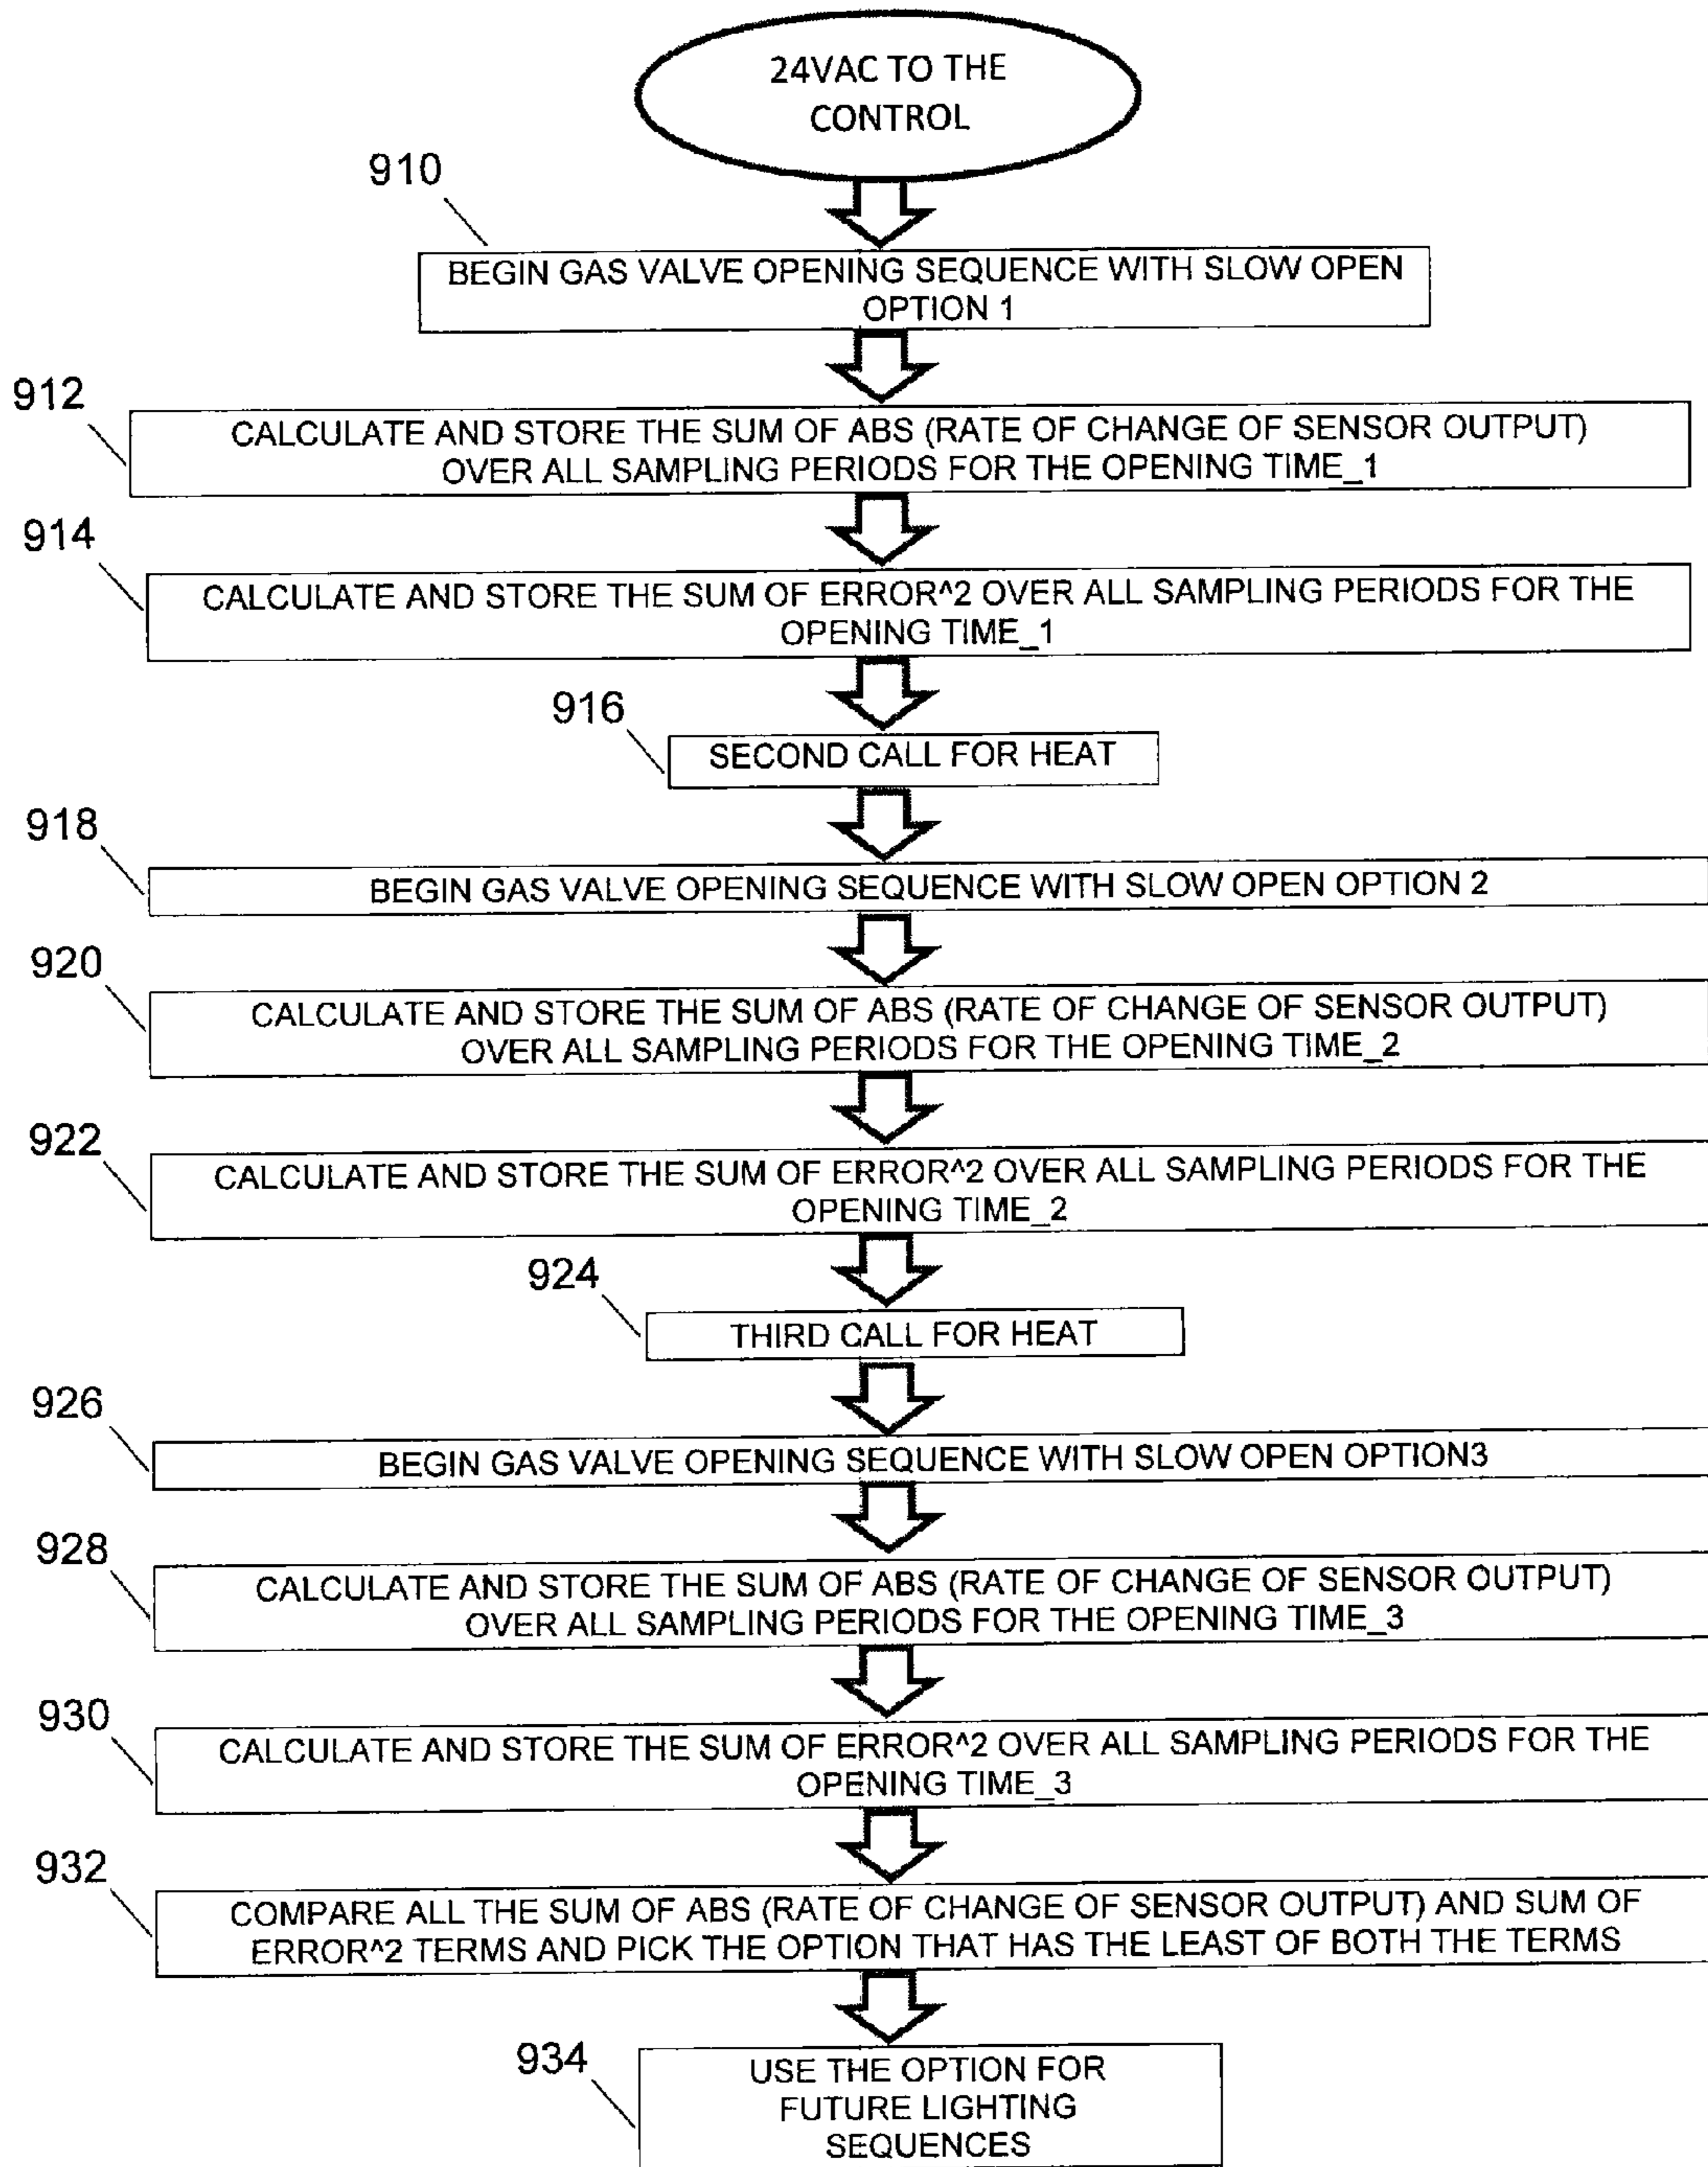 24VAC TO THE
CONTROL
910
BEGIN GAS VALVE OPENING SEQUENCE WITH SLOW OPEN
OPTION 1
912
CALCULATE AND STORE THE SUM OF ABS (RATE OF CHANGE OF SENSOR OUTPUT)
OVER ALL SAMPLING PERIODS FOR THE OPENING TIME_1
914
CALCULATE AND STORE THE SUM OF ERROR^2 OVER ALL SAMPLING PERIODS FOR THE
OPENING TIME_1
916
SECOND CALL FOR HEAT
918
BEGIN GAS VALVE OPENING SEQUENCE WITH SLOW OPEN OPTION 2
920
CALCULATE AND STORE THE SUM OF ABS (RATE OF CHANGE OF SENSOR OUTPUT)
OVER ALL SAMPLING PERIODS FOR THE OPENING TIME_2
922
CALCULATE AND STORE THE SUM OF ERROR^2 OVER ALL SAMPLING PERIODS FOR THE
OPENING TIME_2
924
THIRD CALL FOR HEAT
926
BEGIN GAS VALVE OPENING SEQUENCE WITH SLOW OPEN OPTION3
928
CALCULATE AND STORE THE SUM OF ABS (RATE OF CHANGE OF SENSOR OUTPUT)
OVER ALL SAMPLING PERIODS FOR THE OPENING TIME_3
930
CALCULATE AND STORE THE SUM OF ERROR^2 OVER ALL SAMPLING PERIODS FOR THE
OPENING TIME_3
932
COMPARE ALL THE SUM OF ABS (RATE OF CHANGE OF SENSOR OUTPUT) AND SUM OF
ERROR^2 TERMS AND PICK THE OPTION THAT HAS THE LEAST OF BOTH THE TERMS
934
USE THE OPTION FOR
FUTURE LIGHTING
SEQUENCES